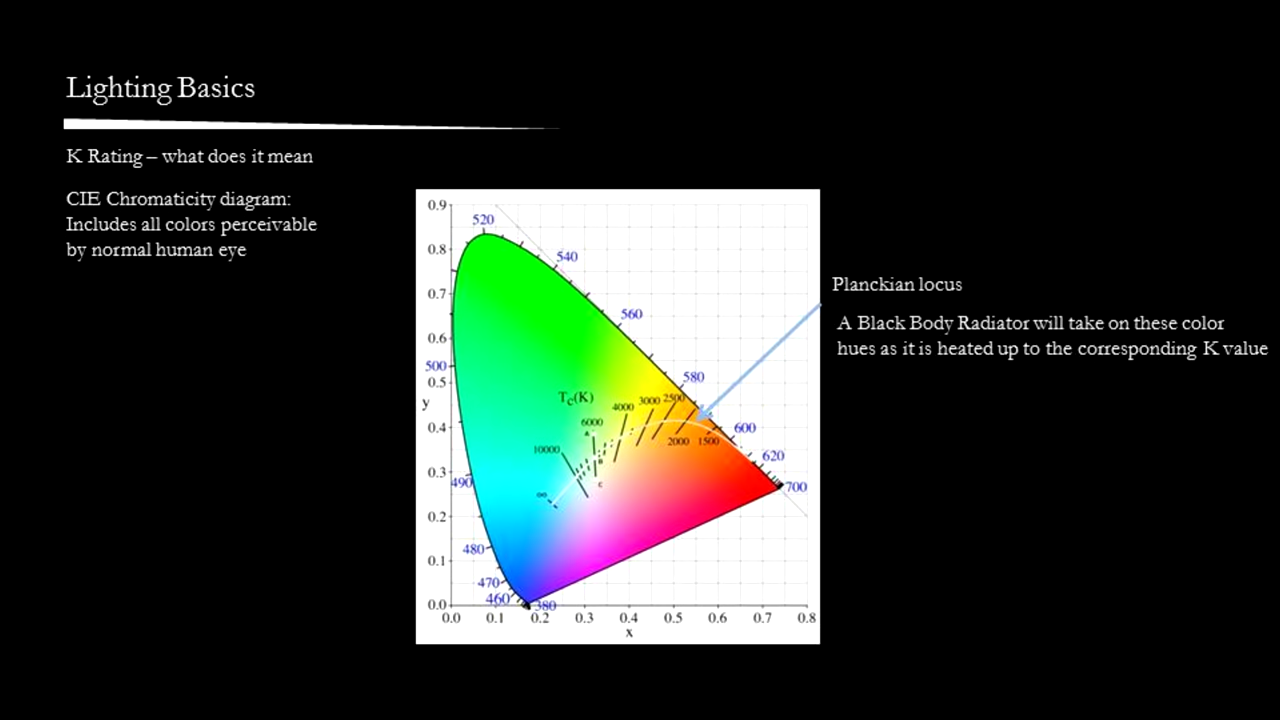 Lighting Basics
K Rating – what does it mean
CIE Chromaticity diagram:
Includes all colors perceivable
by normal human eye
Planckian locus
A Black Body Radiator will take on these color
hues as it is heated up to the corresponding K value
0.9
0.8
0.7
0.6
0.5
y
0.4
0.3
0.2
0.1
0.0
0.0 0.1 0.2 0.3 0.4 0.5 0.6 0.7 0.8
x
520
540
560
580
600
620
700
500
490
480
470
460
380
Tc(K)
∞
10000
6000
4000
3000
2500
2000
1500
A
B
C